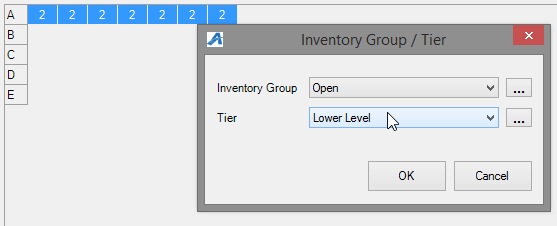 A 2 2 2 2 2 2 2
B
C
D
E
Inventory Group / Tier
Inventory Group Open ...
Tier Lower Level ...
OK Cancel